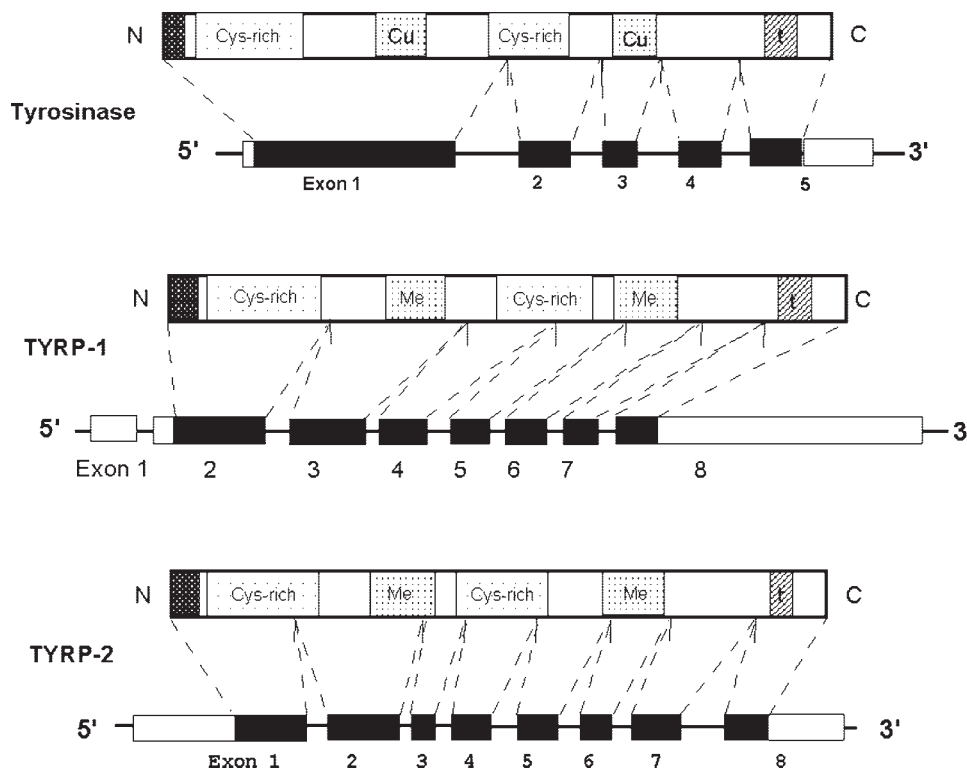 N Cys-rich Cu Cys-rich Cu t C
Tyrosinase
5' 3'
Exon 1 2 3 4 5
N Cys-rich Me Cys-rich Me t C
TYRP-1
5' 3
Exon 1 2 3 4 5 6 7 8
N Cys-rich Me Cys-rich Me t C
TYRP-2
5' 3'
Exon 1 2 3 4 5 6 7 8